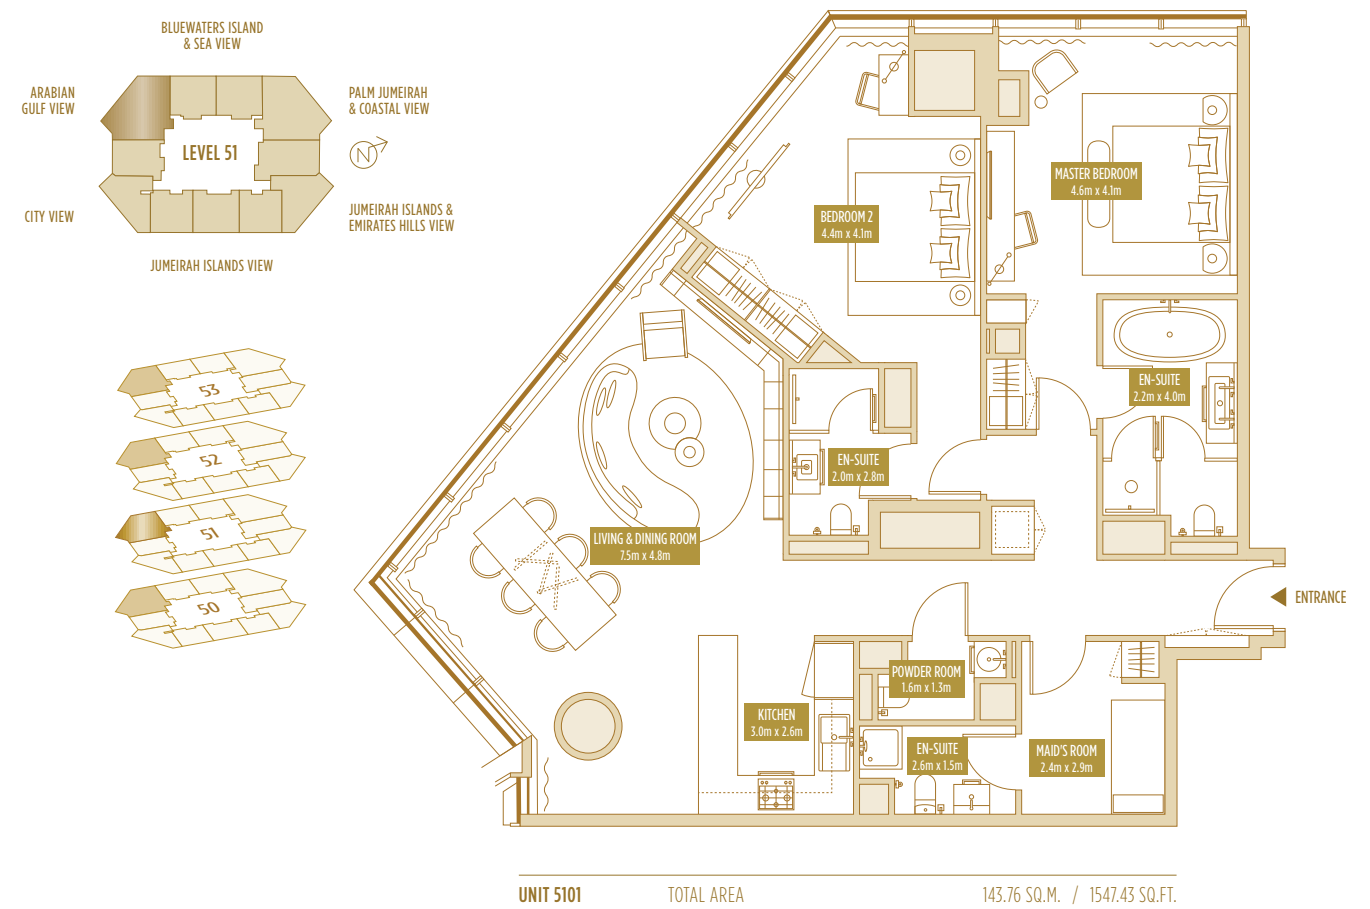 BLUEWATERS ISLAND
& SEA VIEW
ARABIAN
GULF VIEW
PALM JUMEIRAH
& COASTAL VIEW
LEVEL 51
N
CITY VIEW
JUMEIRAH ISLANDS &
EMIRATES HILLS VIEW
JUMEIRAH ISLANDS VIEW
53
52
51
50
MASTER BEDROOM
4.6m x 4.1m
BEDROOM 2
4.4m x 4.1m
EN-SUITE
2.2m x 4.0m
EN-SUITE
2.0m x 2.8m
LIVING & DINING ROOM
7.5m x 4.8m
ENTRANCE
POWDER ROOM
1.6m x 1.3m
KITCHEN
3.0m x 2.6m
EN-SUITE
2.6m x 1.5m
MAID'S ROOM
2.4m x 2.9m
UNIT 5101 TOTAL AREA 143.76 SQ.M. / 1547.43 SQ.FT.